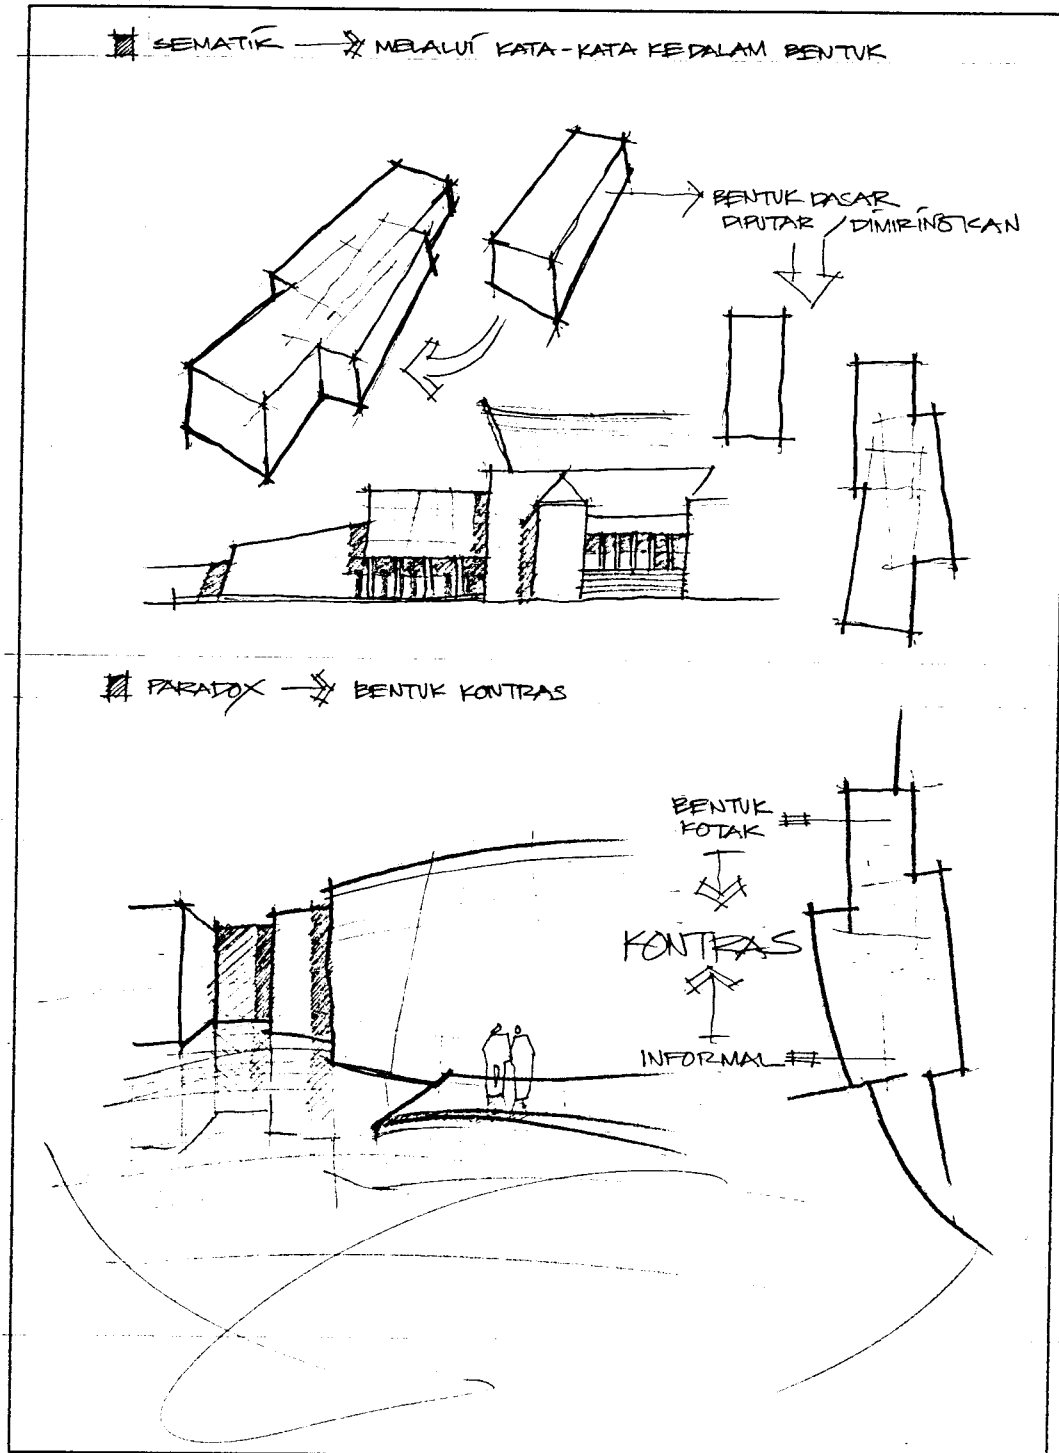 SEMATIK → MELALUI KATA-KATA KEDALAM BENTUK
BENTUK DASAR
DIPUTAR / DIMIRINGKAN
PARADOX → BENTUK KONTRAS
BENTUK
KOTAK
KONTRAS
INFORMAL